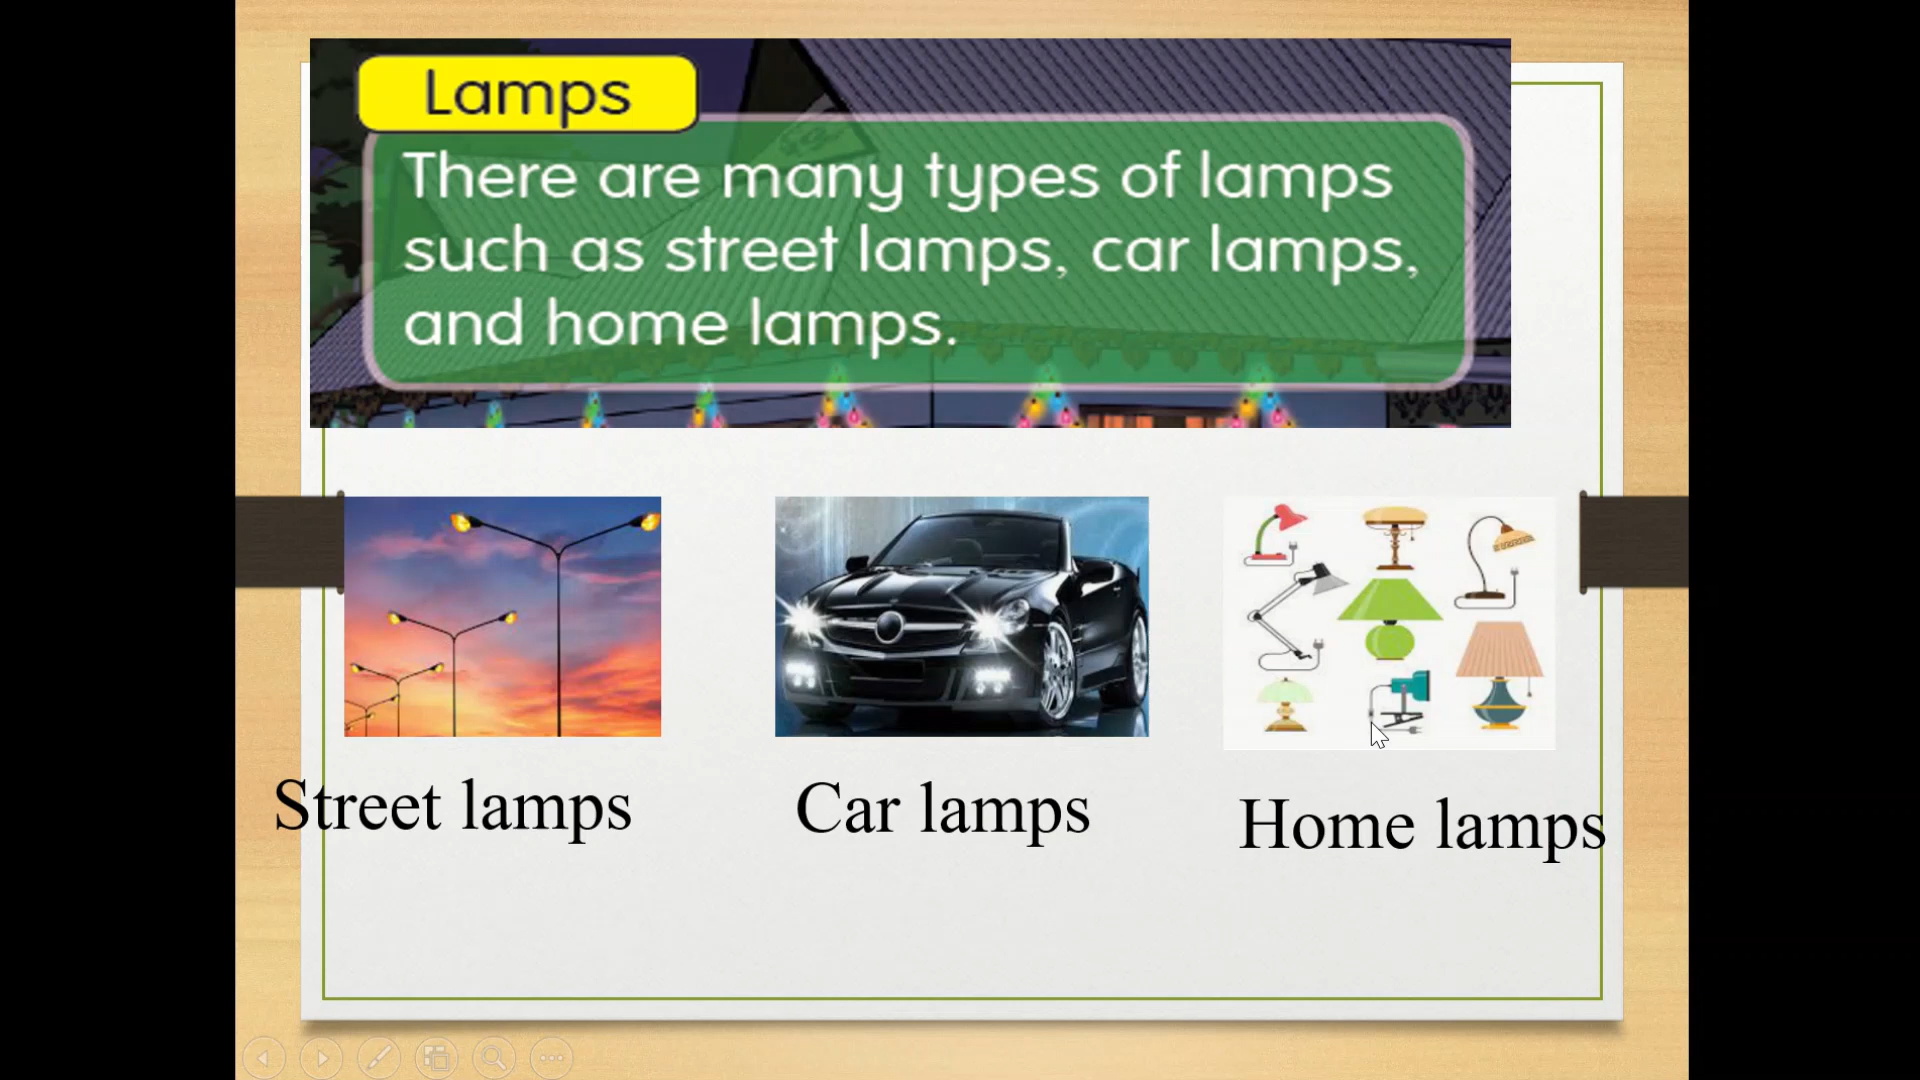 Lamps
There are many types of lamps
such as street lamps, car lamps,
and home lamps.
Street lamps
Car lamps
Home lamps